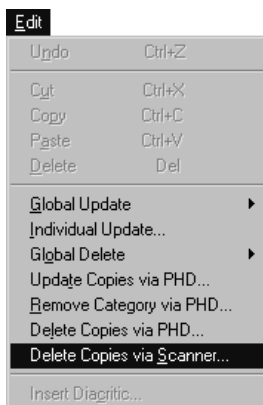 Edit
Undo Ctrl+Z
Cut Ctrl+X
Copy Ctrl+C
Paste Ctrl+V
Delete Del
Global Update
Individual Update...
Global Delete
Update Copies via PHD...
Remove Category via PHD...
Delete Copies via PHD...
Delete Copies via Scanner...
Insert Diacritic...